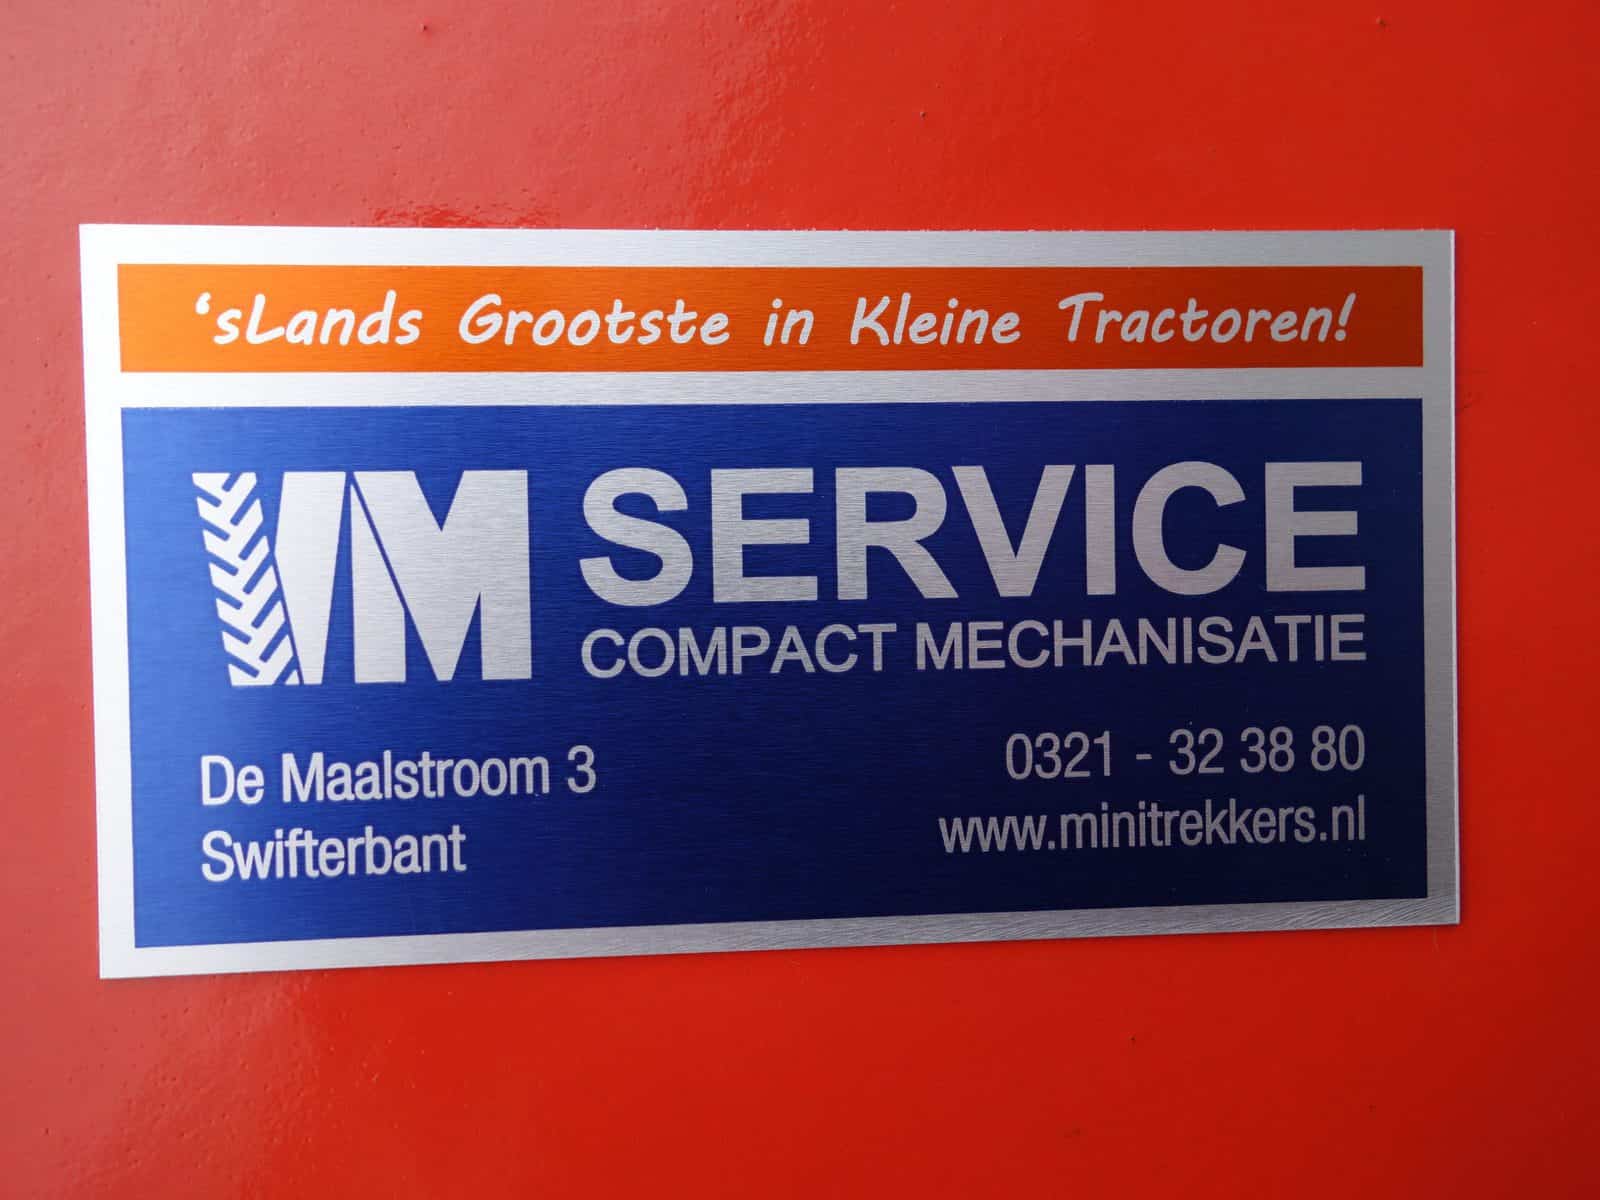 ‘sLands Grootste in Kleine Tractoren!
VM SERVICE
COMPACT MECHANISATIE
De Maalstroom 3
Swifterbant
0321 - 32 38 80
www.minitrekkers.nl